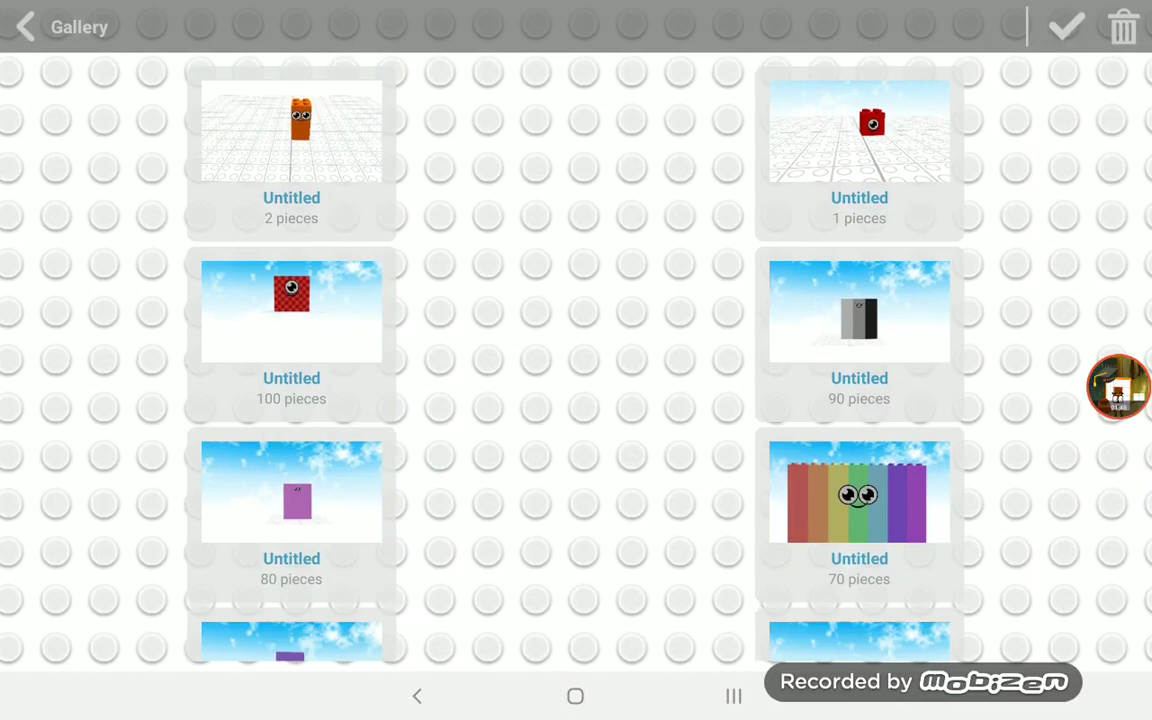 Gallery
Untitled
2 pieces
Untitled
1 pieces
Untitled
100 pieces
Untitled
90 pieces
Untitled
80 pieces
Untitled
70 pieces
Recorded by Mobizen